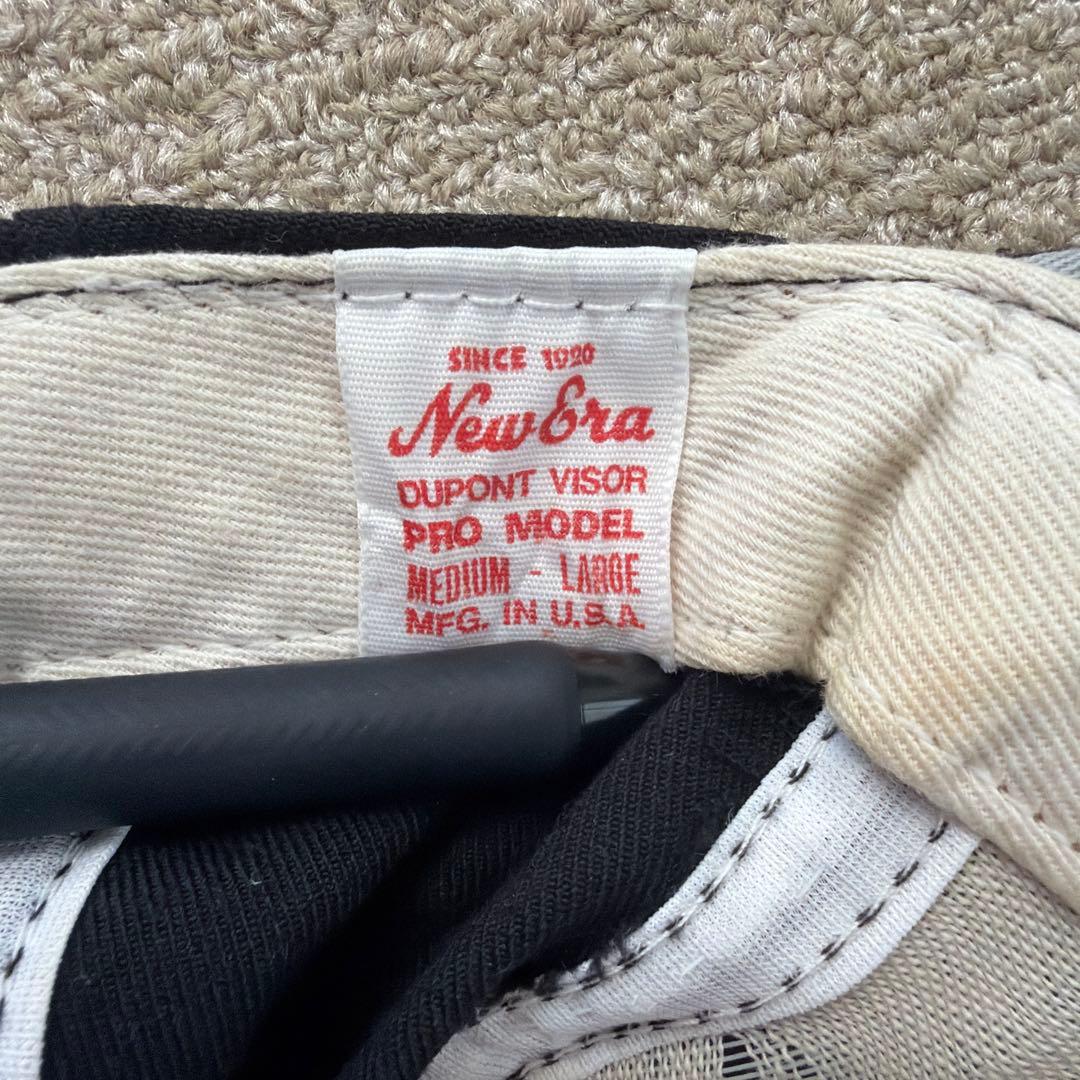 SINCE 1920
New Era
DUPONT VISOR
PRO MODEL
MEDIUM - LARGE
MFG. IN U.S.A.